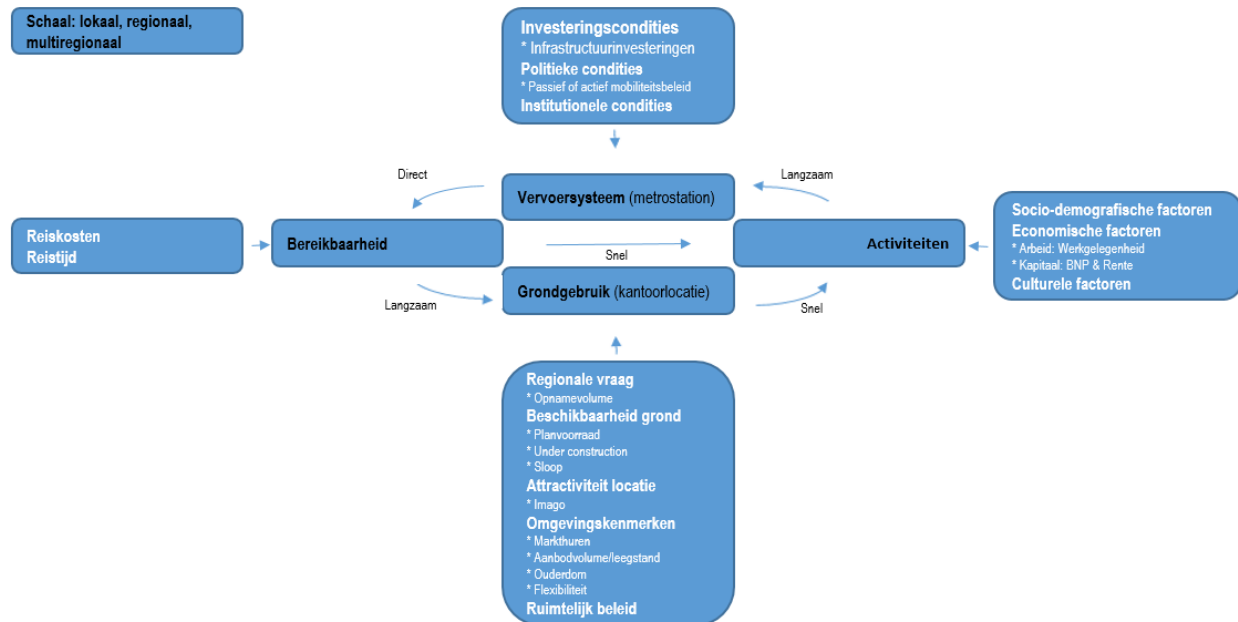 Schaal: lokaal, regionaal,
multiregionaal
Investeringscondities
* Infrastructuurinvesteringen
Politieke condities
* Passief of actief mobiliteitsbeleid
Institutionele condities
Direct
Langzaam
Vervoersysteem (metrostation)
Reiskosten
Reistijd
Bereikbaarheid
Snel
Activiteiten
Socio-demografische factoren
Economische factoren
* Arbeid: Werkgelegenheid
* Kapitaal: BNP & Rente
Culturele factoren
Langzaam
Grondgebruik (kantoorlocatie)
Snel
Regionale vraag
* Opnamevolume
Beschikbaarheid grond
* Planvoorraad
* Under construction
* Sloop
Attractiviteit locatie
* Imago
Omgevingskenmerken
* Markthuren
* Aanbodvolume/leegstand
* Ouderdom
* Flexibiliteit
Ruimtelijk beleid